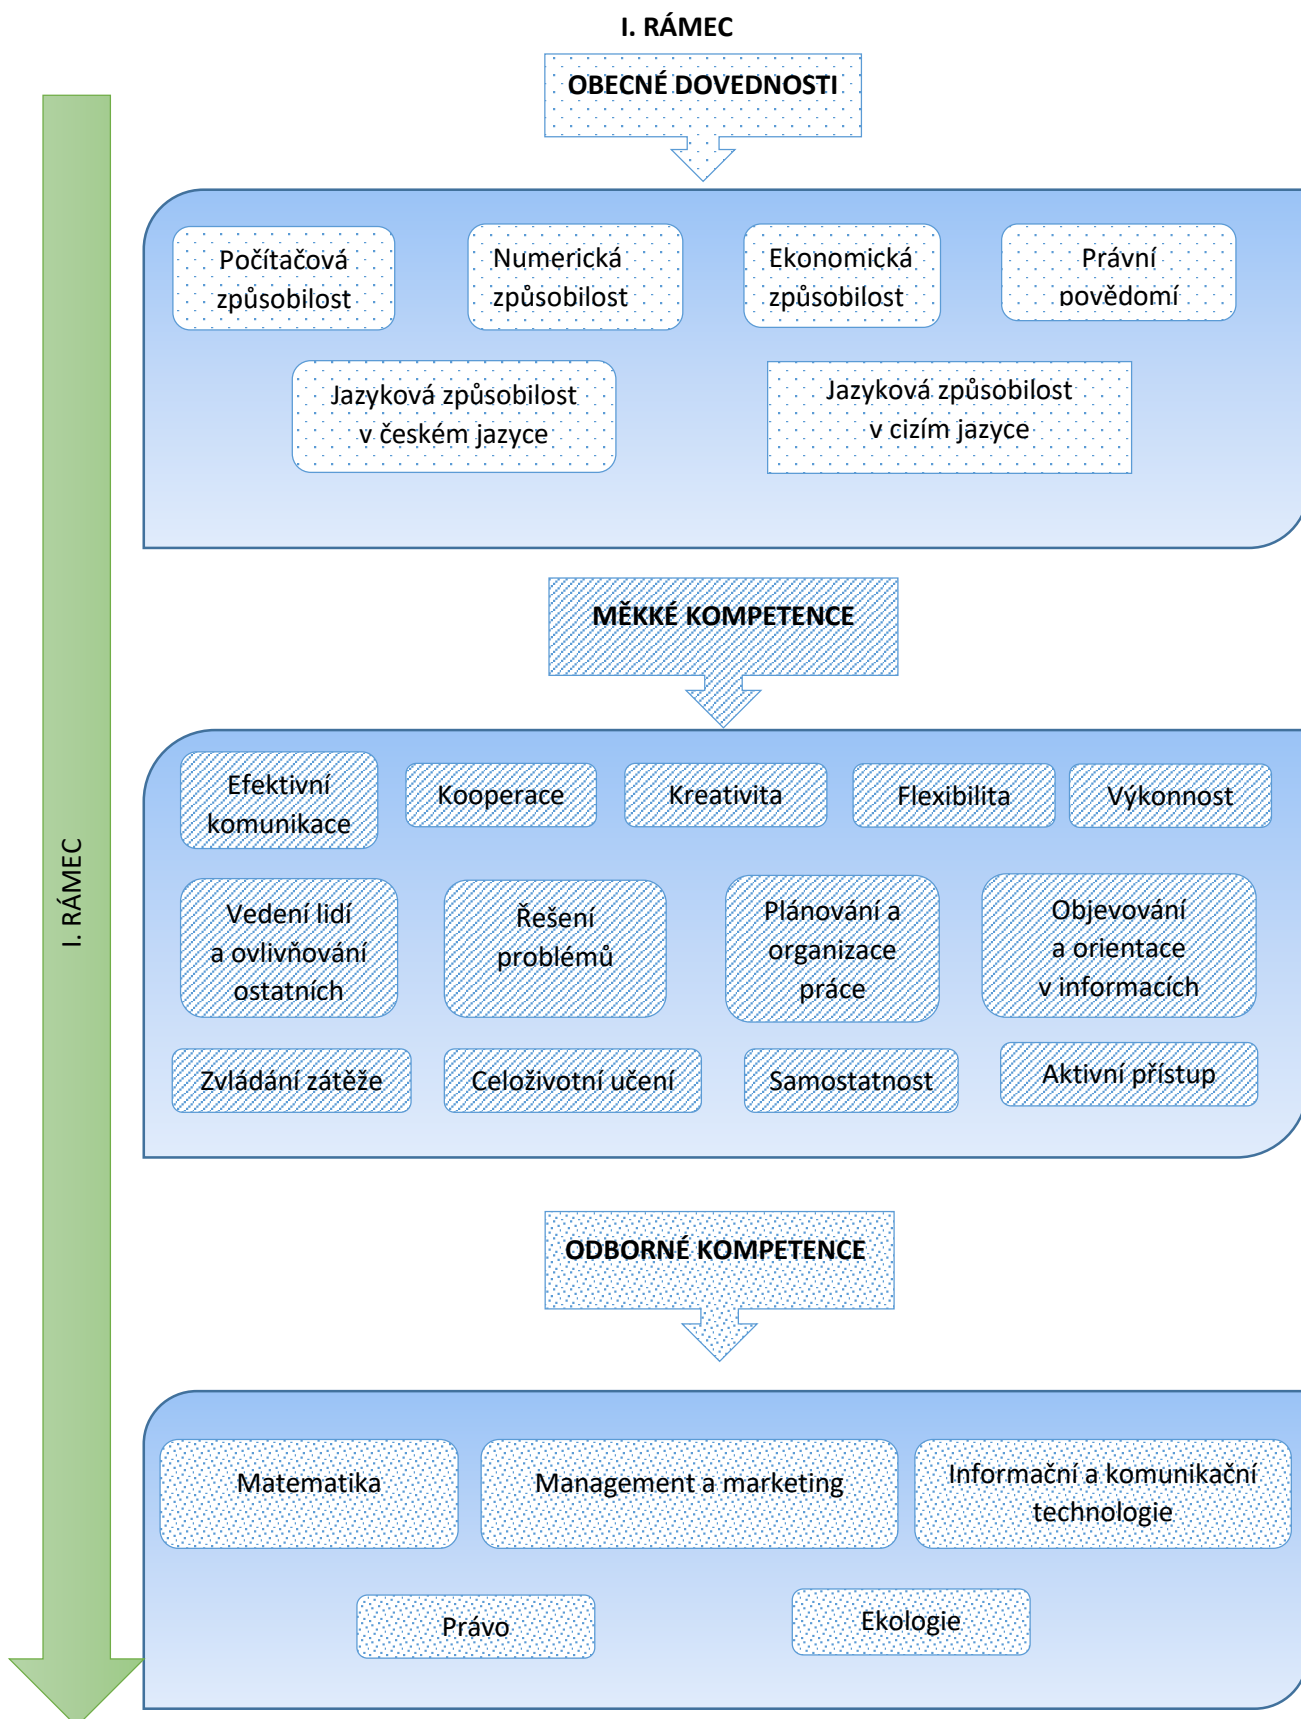 I. RÁMEC
OBECNÉ DOVEDNOSTI
Počítačová
způsobilost
Numerická
způsobilost
Ekonomická
způsobilost
Právní
povědomí
Jazyková způsobilost
v českém jazyce
Jazyková způsobilost
v cizím jazyce
MĚKKÉ KOMPETENCE
Efektivní
komunikace
Kooperace
Kreativita
Flexibilita
Výkonnost
I. RÁMEC
Vedení lidí
a ovlivňování
ostatních
Řešení
problémů
Plánování a
organizace
práce
Objevování
a orientace
v informacích
Zvládání zátěže
Celoživotní učení
Samostatnost
Aktivní přístup
ODBORNÉ KOMPETENCE
Matematika
Management a marketing
Informační a komunikační
technologie
Právo
Ekologie